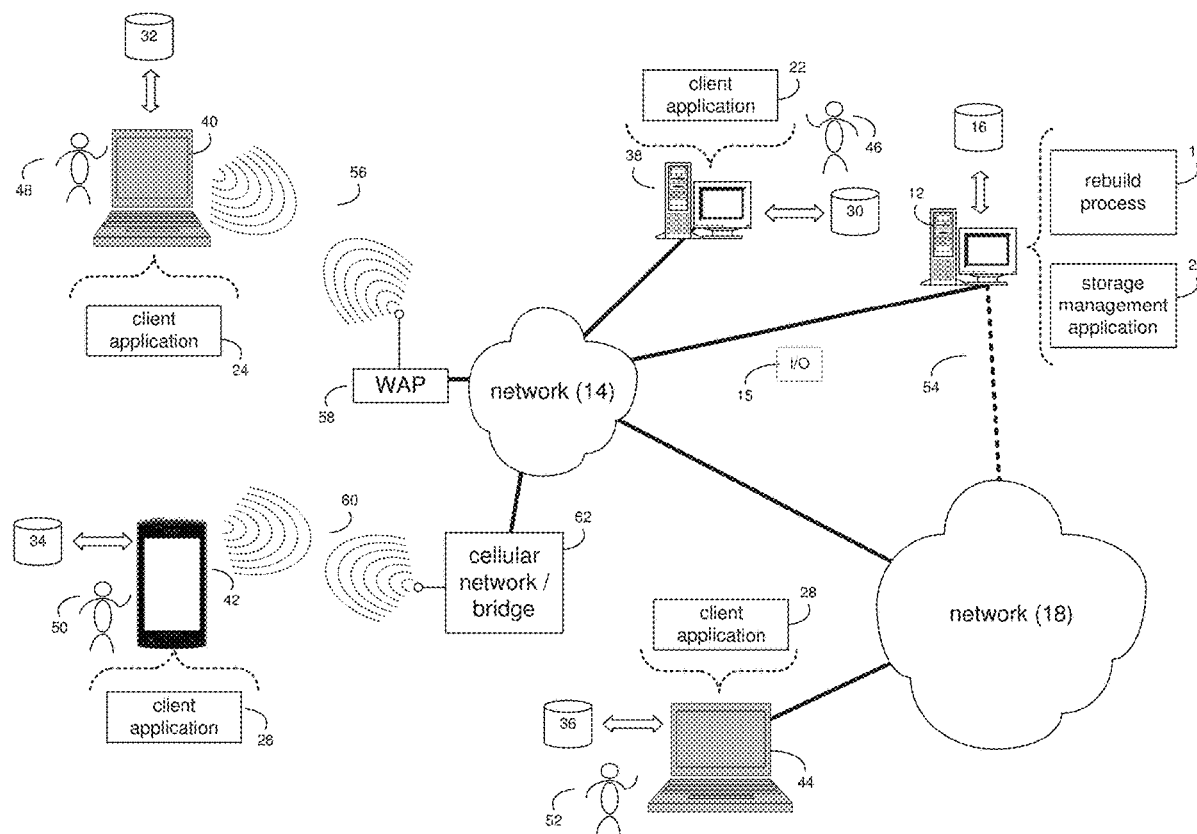 32
40
48
56
client
application
24
client
application
22
46
38
30
16
12
1
rebuild
process
2
storage
management
application
54
I/O
15
WAP
58
network (14)
34
60
42
50
62
cellular
network /
bridge
client
application
client
application
28
network (18)
36
44
52